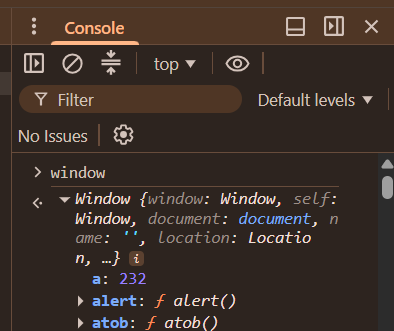 Console
top
Filter
Default levels
No Issues
window
Window {window: Window, self:
Window, document: document, n
ame: '', location: Locatio
n, …} i
a: 232
alert: ƒ alert()
atob: ƒ atob()